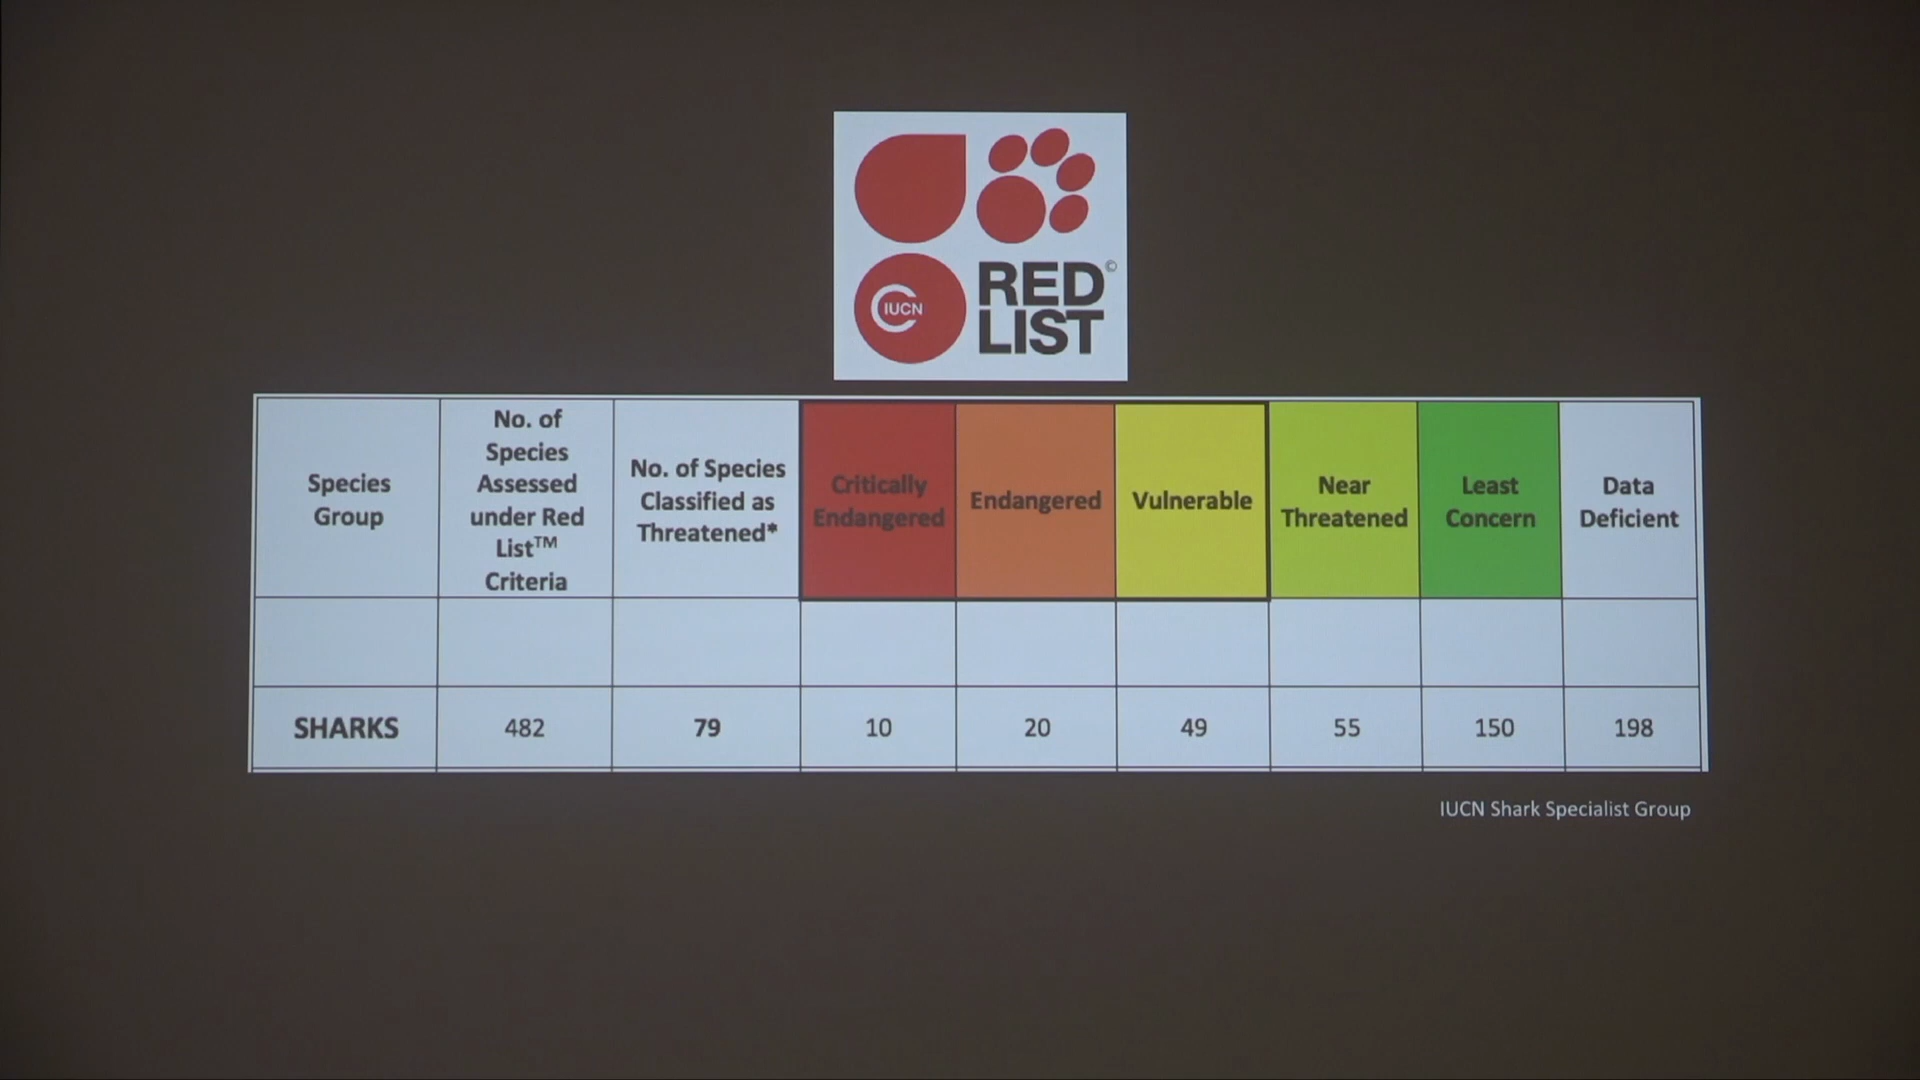 IUCN
RED©
LIST
Species
Group
No. of
Species
Assessed
under Red
List™
Criteria
No. of Species
Classified as
Threatened*
Critically
Endangered
Endangered
Vulnerable
Near
Threatened
Least
Concern
Data
Deficient
SHARKS 482 79 10 20 49 55 150 198
IUCN Shark Specialist Group